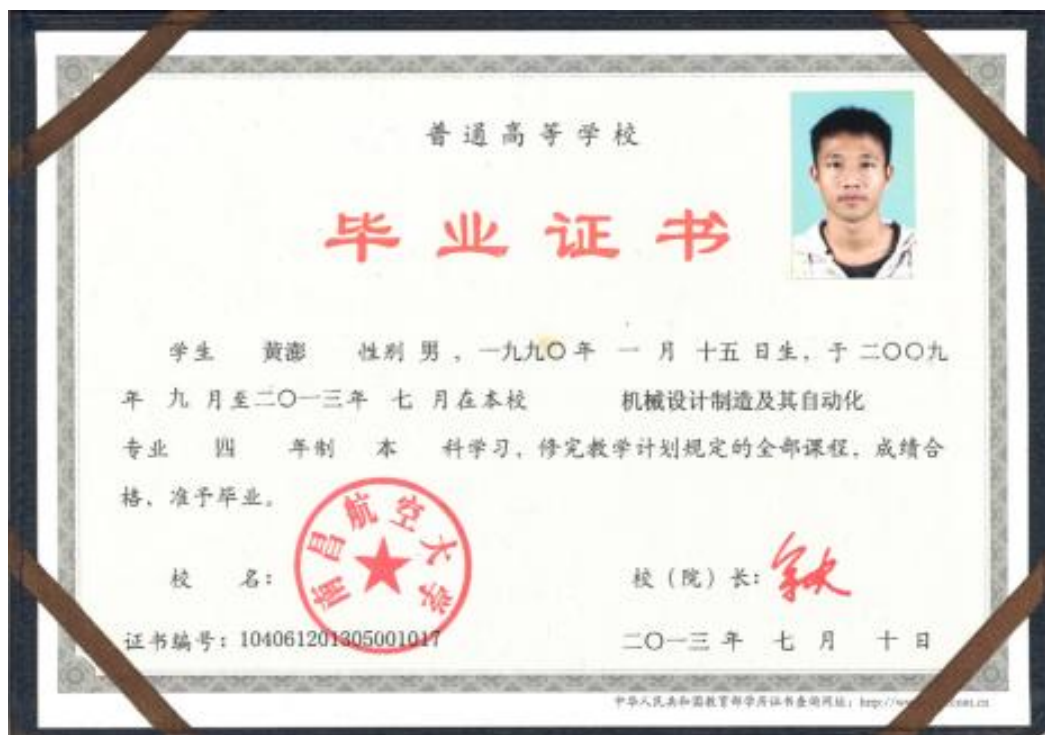 普通高等学校
毕业证书
学生 黄澎 性别 男 ，一九九〇年 一 月 十五 日生，于 二〇〇九
年 九 月至二〇一三年 七 月在本校 机械设计制造及其自动化
专业 四 年制 本 科学习，修完教学计划规定的全部课程，成绩合
格，准予毕业。
南昌航空大学
校 名： 校（院）长：
证书编号：104061201305001017 二〇一三年 七 月 十 日
中华人民共和国教育部学历证书查询网址：http://www